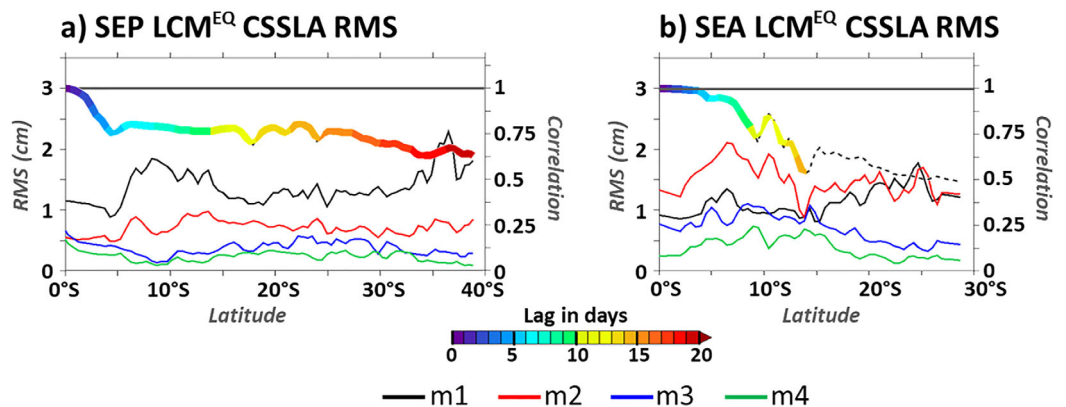 a) SEP LCM^EQ CSSLA RMS
RMS (cm)
3
2
1
0
1
0.75
0.5
0.25
0
Correlation
0°S 10°S 20°S 30°S 40°S
Latitude
b) SEA LCM^EQ CSSLA RMS
RMS (cm)
3
2
1
0
1
0.75
0.5
0.25
0
Correlation
0°S 10°S 20°S 30°S
Latitude
Lag in days
0 5 10 15 20
m1 m2 m3 m4